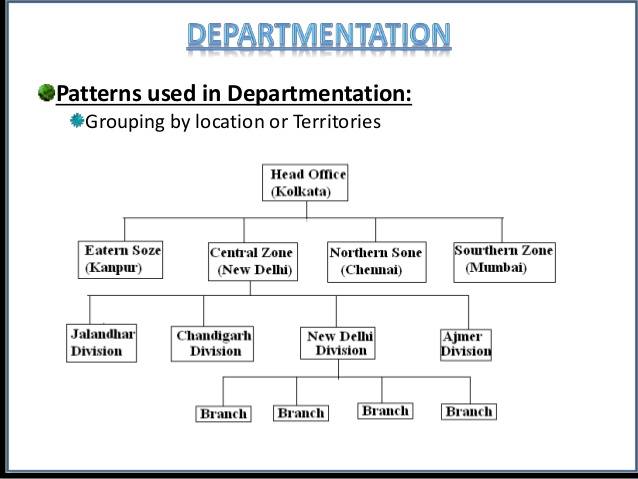 DEPARTMENTATION
Patterns used in Departmentation:
Grouping by location or Territories
Head Office
(Kolkata)
Eatern Soze
(Kanpur)
Central Zone
(New Delhi)
Northern Sone
(Chennai)
Sourthern Zone
(Mumbai)
Jalandhar
Division
Chandigarh
Division
New Delhi
Division
Ajmer
Division
Branch
Branch
Branch
Branch